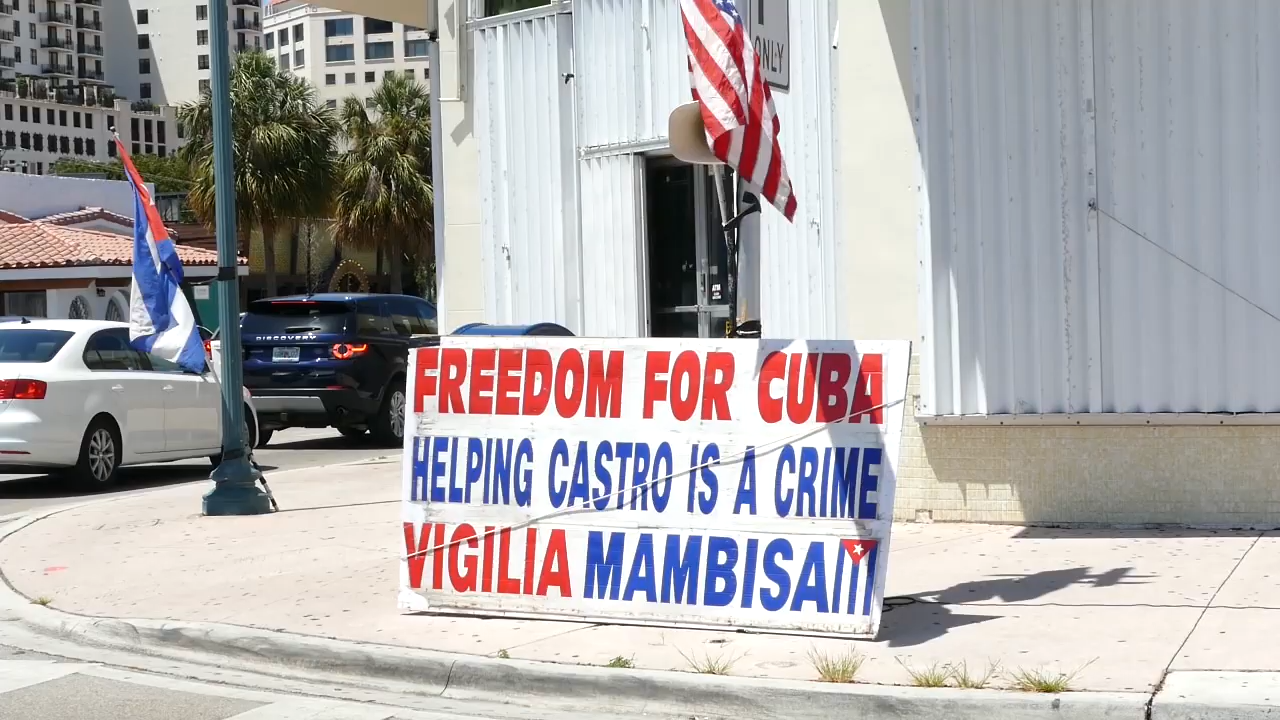 ONLY
DISCOVERY
FREEDOM FOR CUBA
HELPING CASTRO IS A CRIME
VIGILIA MAMBISA